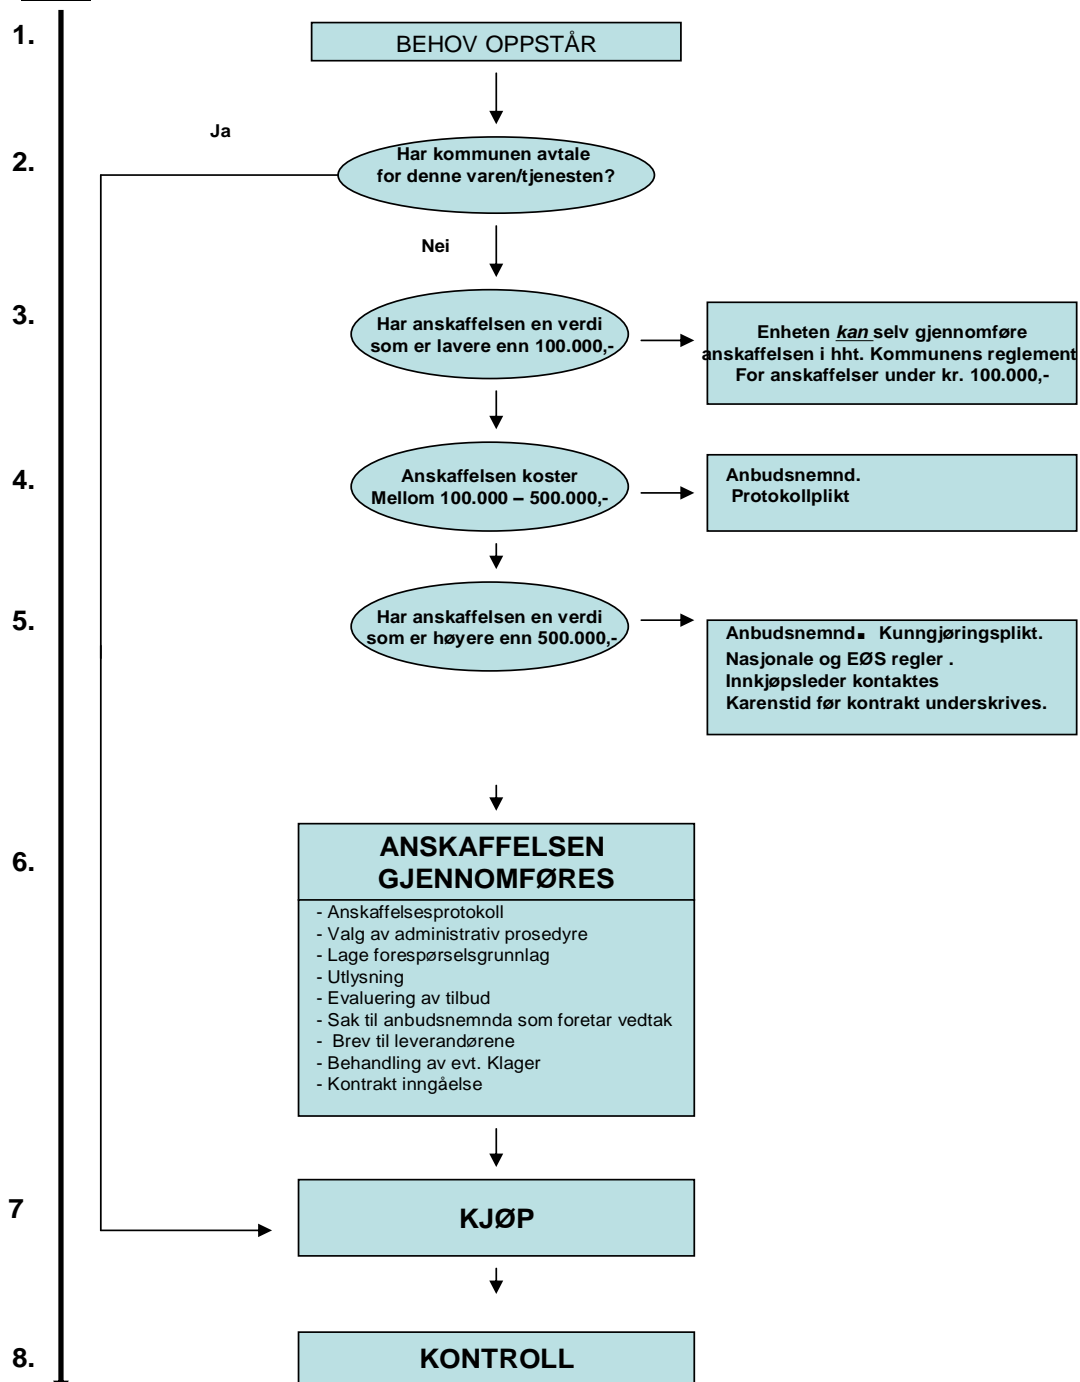 1.
BEHOV OPPSTÅR
Ja
2.
Har kommunen avtale
for denne varen/tjenesten?
Nei
3.
Har anskaffelsen en verdi
som er lavere enn 100.000,-
Enheten kan selv gjennomføre
anskaffelsen i hht. Kommunens reglement
For anskaffelser under kr. 100.000,-
4.
Anskaffelsen koster
Mellom 100.000 – 500.000,-
Anbudsnemnd.
Protokollplikt
5.
Har anskaffelsen en verdi
som er høyere enn 500.000,-
Anbudsnemnd. Kunngjøringsplikt.
Nasjonale og EØS regler .
Innkjøpsleder kontaktes
Karenstid før kontrakt underskrives.
6.
ANSKAFFELSEN
GJENNOMFØRES
- Anskaffelsesprotokoll
- Valg av administrativ prosedyre
- Lage forespørselsgrunnlag
- Utlysning
- Evaluering av tilbud
- Sak til anbudsnemnda som foretar vedtak
- Brev til leverandørene
- Behandling av evt. Klager
- Kontrakt inngåelse
7
KJØP
8.
KONTROLL